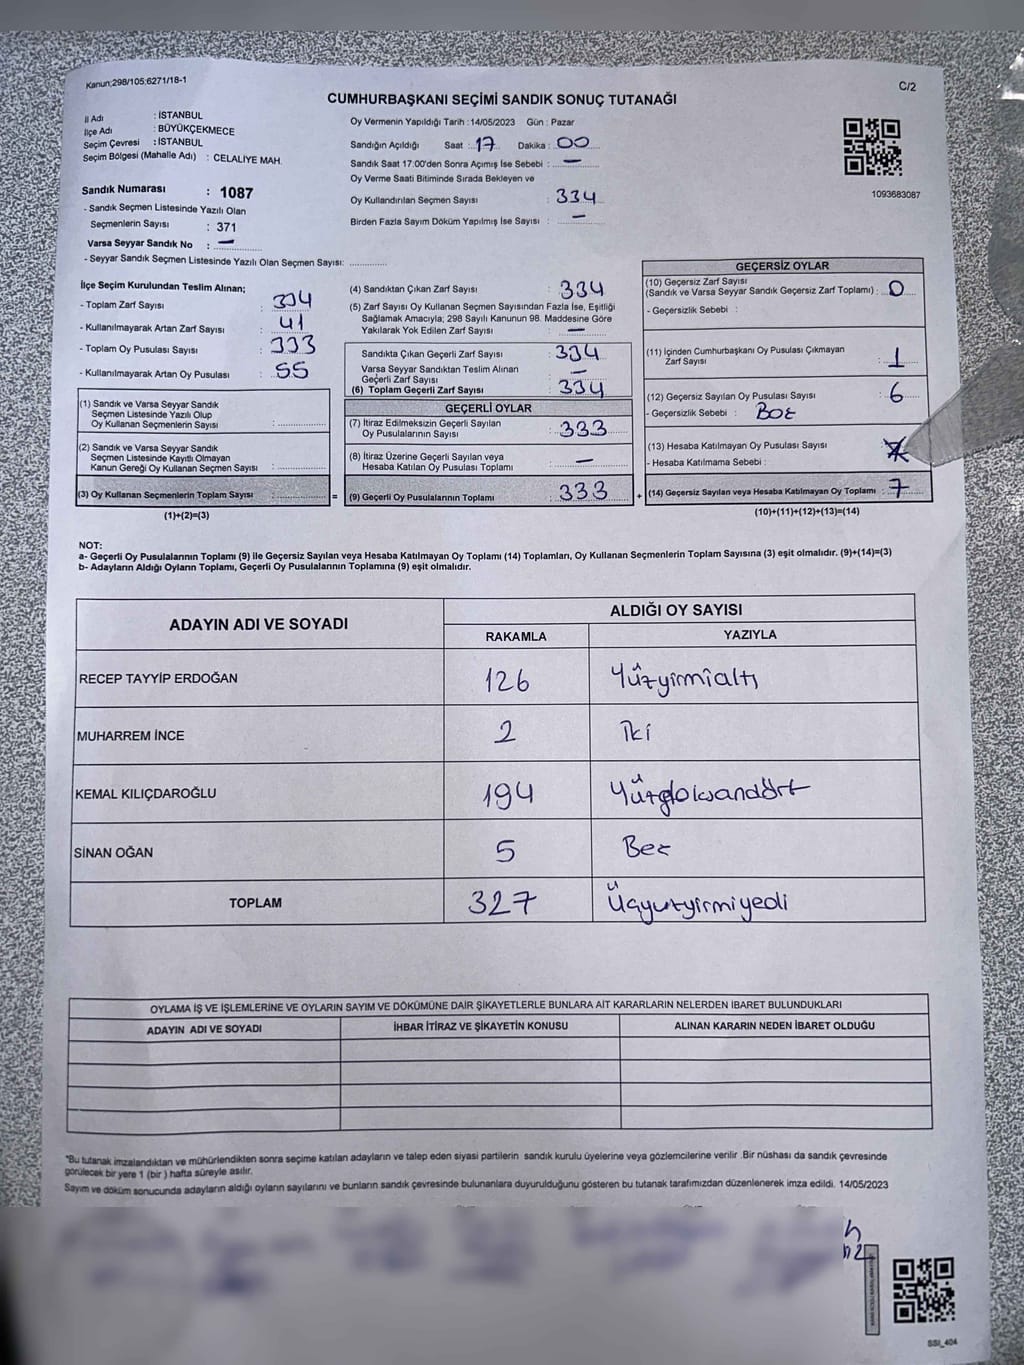 Kanun;298/105;6271/18-1
C/2
CUMHURBAŞKANI SEÇİMİ SANDIK SONUÇ TUTANAĞI
İl Adı : İSTANBUL
İlçe Adı : BÜYÜKÇEKMECE
Seçim Çevresi : İSTANBUL
Seçim Bölgesi (Mahalle Adı) : CELALİYE MAH.
Sandık Numarası : 1087
- Sandık Seçmen Listesinde Yazılı Olan
Seçmenlerin Sayısı : 371
Varsa Seyyar Sandık No : —
- Seyyar Sandık Seçmen Listesinde Yazılı Olan Seçmen Sayısı:
Oy Vermenin Yapıldığı Tarih : 14/05/2023 Gün : Pazar
Sandığın Açıldığı Saat : 17 Dakika : 00
Sandık Saat 17:00'den Sonra Açımış İse Sebebi : —
Oy Verme Saati Bitiminde Sırada Bekleyen ve
Oy Kullandırılan Seçmen Sayısı : 334
Birden Fazla Sayım Döküm Yapılmış İse Sayısı : —
1093683087
İlçe Seçim Kurulundan Teslim Alınan;
- Toplam Zarf Sayısı : 334
- Kullanılmayarak Artan Zarf Sayısı : 41
- Toplam Oy Pusulası Sayısı : 333
- Kullanılmayarak Artan Oy Pusulası : 55
(1) Sandık ve Varsa Seyyar Sandık
Seçmen Listesinde Yazılı Olup
Oy Kullanan Seçmenlerin Sayısı :
(2) Sandık ve Varsa Seyyar Sandık
Seçmen Listesinde Kayıtlı Olmayan
Kanun Gereği Oy Kullanan Seçmen Sayısı :
(3) Oy Kullanan Seçmenlerin Toplam Sayısı :
(1)+(2)=(3)
(4) Sandıktan Çıkan Zarf Sayısı : 334
(5) Zarf Sayısı Oy Kullanan Seçmen Sayısından Fazla İse, Eşitliği
Sağlamak Amacıyla; 298 Sayılı Kanunun 98. Maddesine Göre
Yakılarak Yok Edilen Zarf Sayısı : —
Sandıkta Çıkan Geçerli Zarf Sayısı : 334
Varsa Seyyar Sandıktan Teslim Alınan
Geçerli Zarf Sayısı : —
(6) Toplam Geçerli Zarf Sayısı : 334
GEÇERLİ OYLAR
(7) İtiraz Edilmeksizin Geçerli Sayılan
Oy Pusulalarının Sayısı : 333
(8) İtiraz Üzerine Geçerli Sayılan veya
Hesaba Katılan Oy Pusulası Toplamı : —
= (9) Geçerli Oy Pusulalarının Toplamı : 333 +
GEÇERSİZ OYLAR
(10) Geçersiz Zarf Sayısı
(Sandık ve Varsa Seyyar Sandık Geçersiz Zarf Toplamı) : 0
- Geçersizlik Sebebi :
(11) İçinden Cumhurbaşkanı Oy Pusulası Çıkmayan
Zarf Sayısı : 1
(12) Geçersiz Sayılan Oy Pusulası Sayısı : 6
- Geçersizlik Sebebi : BOŞ
(13) Hesaba Katılmayan Oy Pusulası Sayısı
- Hesaba Katılmama Sebebi :
(14) Geçersiz Sayılan veya Hesaba Katılmayan Oy Toplamı : 7
(10)+(11)+(12)+(13)=(14)
NOT:
a- Geçerli Oy Pusulalarının Toplamı (9) ile Geçersiz Sayılan veya Hesaba Katılmayan Oy Toplamı (14) Toplamları, Oy Kullanan Seçmenlerin Toplam Sayısına (3) eşit olmalıdır. (9)+(14)=(3)
b- Adayların Aldığı Oyların Toplamı, Geçerli Oy Pusulalarının Toplamına (9) eşit olmalıdır.
ADAYIN ADI VE SOYADI ALDIĞI OY SAYISI
RAKAMLA YAZIYLA
RECEP TAYYİP ERDOĞAN 126 Yüzyirmialtı
MUHARREM İNCE 2 İki
KEMAL KILIÇDAROĞLU 194 Yüzdoksandört
SİNAN OĞAN 5 Beş
TOPLAM 327 Üçyüzyirmiyedi
OYLAMA İŞ VE İŞLEMLERİNE VE OYLARIN SAYIM VE DÖKÜMÜNE DAİR ŞİKAYETLERLE BUNLARA AİT KARARLARIN NELERDEN İBARET BULUNDUKLARI
ADAYIN ADI VE SOYADI İHBAR İTİRAZ VE ŞİKAYETİN KONUSU ALINAN KARARIN NEDEN İBARET OLDUĞU
*Bu tutanak imzalandıktan ve mühürlendikten sonra seçime katılan adayların ve talep eden siyasi partilerin sandık kurulu üyelerine veya gözlemcilerine verilir .Bir nüshası da sandık çevresinde
görülecek bir yere 1 (bir ) hafta süreyle asılır.
Sayım ve döküm sonucunda adayların aldığı oyların sayılarını ve bunların sandık çevresinde bulunanlara duyurulduğunu gösteren bu tutanak tarafımızdan düzenlenerek imza edildi. 14/05/2023
SSI_404